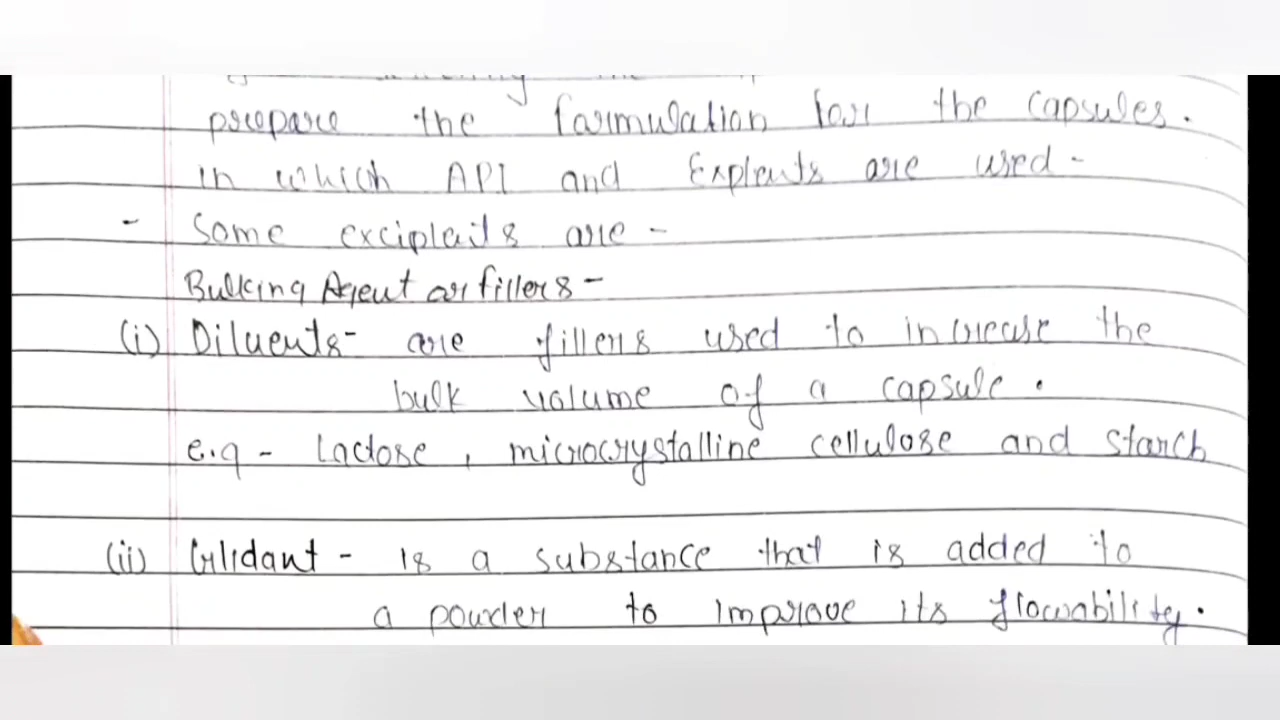 prepare the formulation for the capsules.
in which API and Explents are used -
- Some exciplaits are -
Bulking Agent or fillers -
(i) Diluents - are fillers used to increase the
bulk volume of a capsule.
e.g - lactose, microcrystalline cellulose and starch
(ii) Glidant - is a substance that is added to
a powder to improve its flowability.